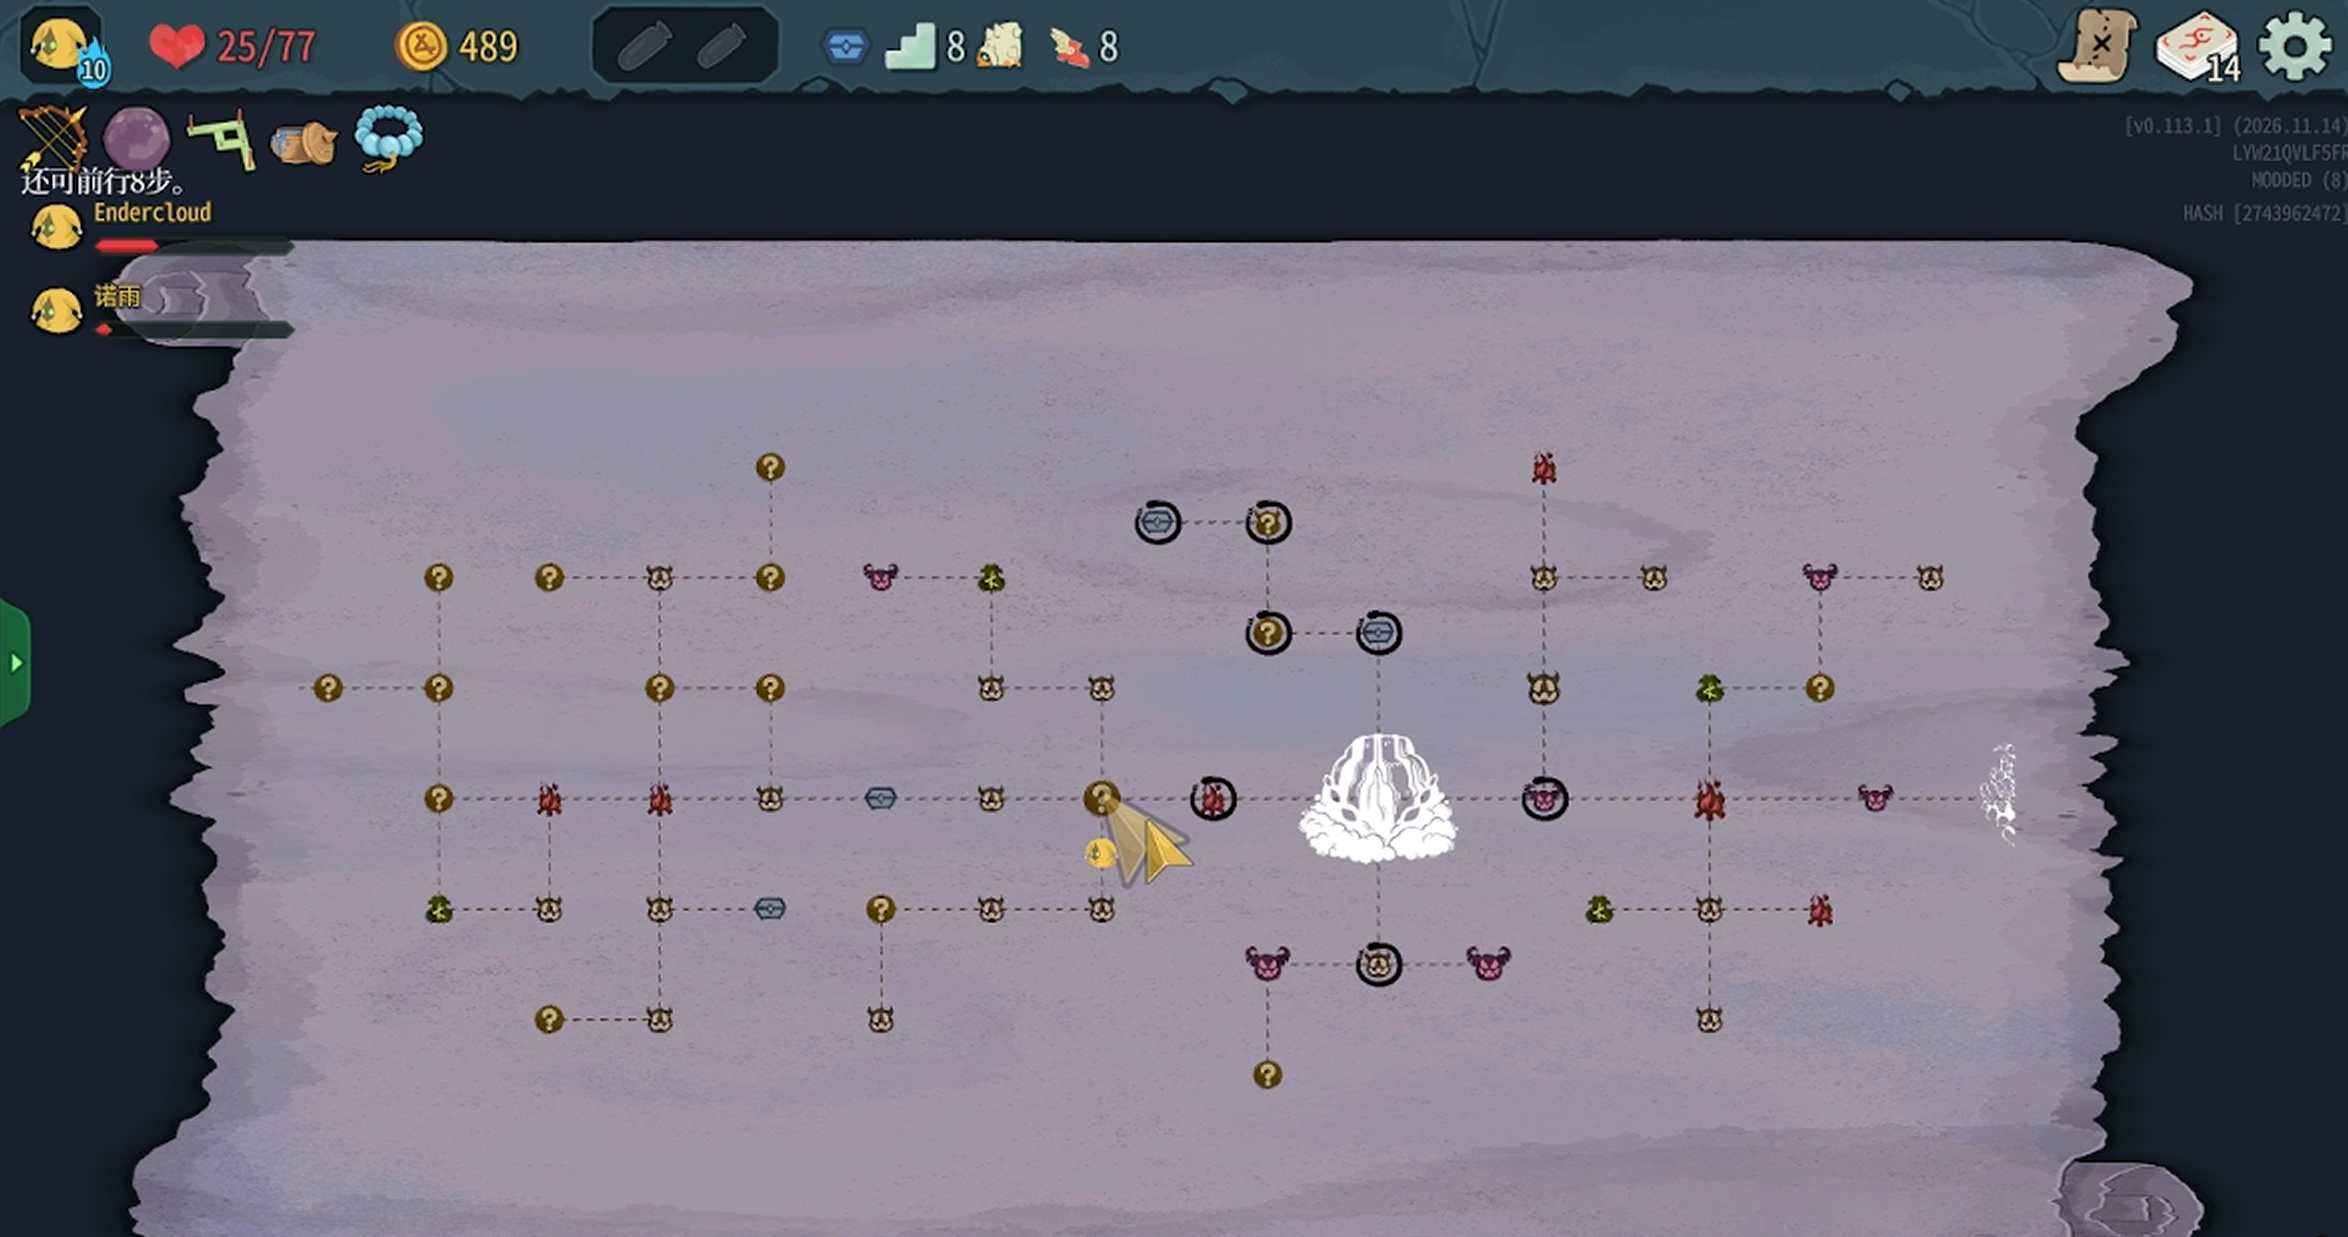 10
25/77
489
8
8
14
[v0.113.1] (2026.11.14)
LYW21QVLF5FR
MODDED (8)
HASH [2743962472]
还可前行8步。
Endercloud
诺雨